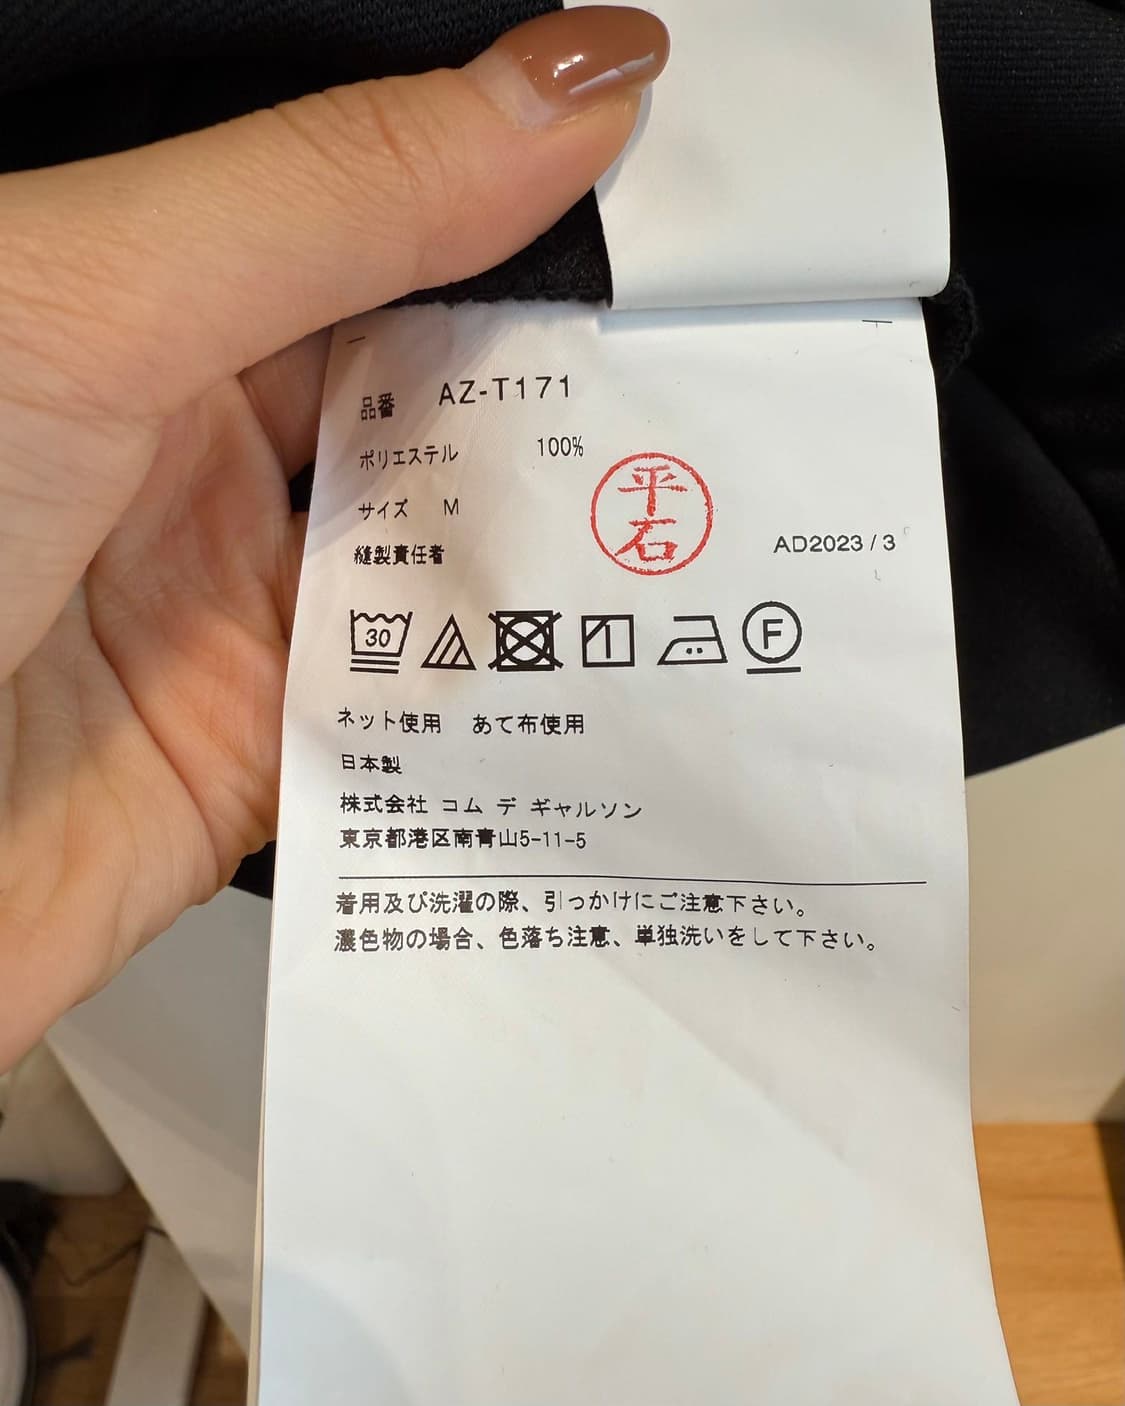 品番 AZ-T171
ポリエステル 100%
サイズ M
縫製責任者
平石
AD2023 / 3
30
F
ネット使用 あて布使用
日本製
株式会社 コム デ ギャルソン
東京都港区南青山5-11-5
着用及び洗濯の際、引っかけにご注意下さい。
濃色物の場合、色落ち注意、単独洗いをして下さい。